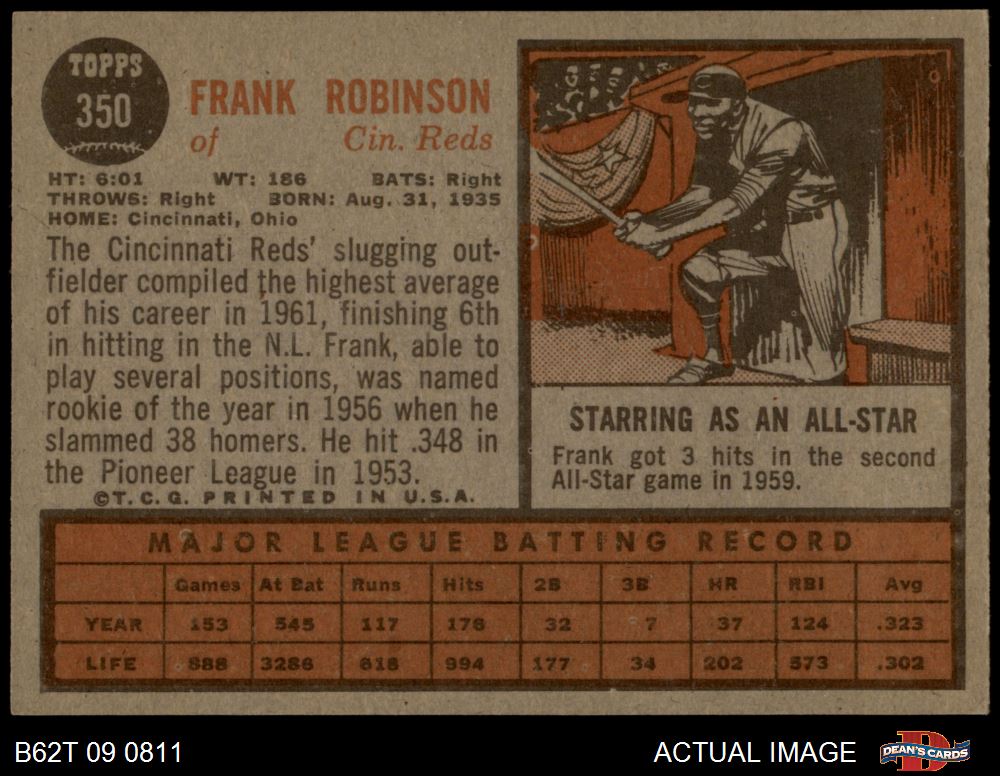 TOPPS
350
FRANK ROBINSON
of Cin. Reds
HT: 6:01 WT: 186 BATS: Right
THROWS: Right BORN: Aug. 31, 1935
HOME: Cincinnati, Ohio
The Cincinnati Reds' slugging out-
fielder compiled the highest average
of his career in 1961, finishing 6th
in hitting in the N.L. Frank, able to
play several positions, was named
rookie of the year in 1956 when he
slammed 38 homers. He hit .348 in
the Pioneer League in 1953.
©T.C.G. PRINTED IN U.S.A.
C
STARRING AS AN ALL-STAR
Frank got 3 hits in the second
All-Star game in 1959.
MAJOR LEAGUE BATTING RECORD
Games At Bat Runs Hits 2B 3B HR RBI Avg
YEAR 153 545 117 176 32 7 37 124 .323
LIFE 888 3286 618 994 177 34 202 573 .302
B62T 09 0811 ACTUAL IMAGE
D
DEAN'S CARDS